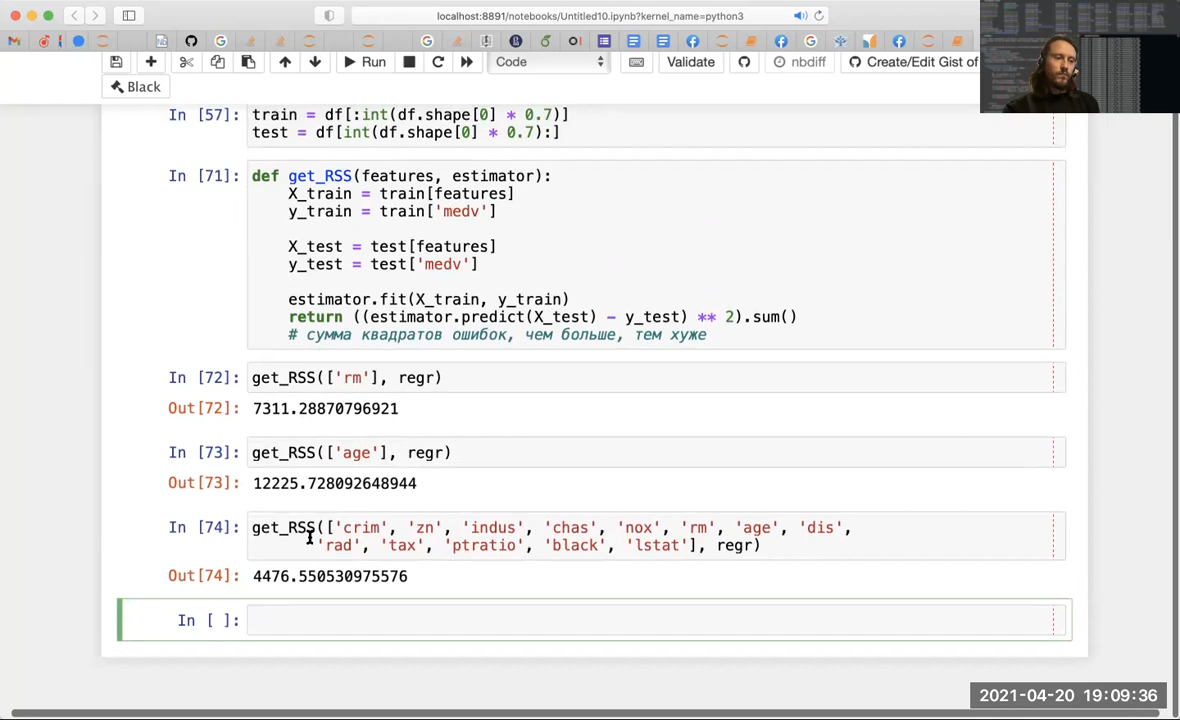 localhost:8891/notebooks/Untitled10.ipynb?kernel_name=python3
Run
Code
Validate
nbdiff
Create/Edit Gist of
Black
In [57]:
train = df[:int(df.shape[0] * 0.7)]
test = df[int(df.shape[0] * 0.7):]
In [71]:
def get_RSS(features, estimator):
X_train = train[features]
y_train = train['medv']
X_test = test[features]
y_test = test['medv']
estimator.fit(X_train, y_train)
return ((estimator.predict(X_test) - y_test) ** 2).sum()
# сумма квадратов ошибок, чем больше, тем хуже
In [72]:
get_RSS(['rm'], regr)
Out[72]:
7311.28870796921
In [73]:
get_RSS(['age'], regr)
Out[73]:
12225.728092648944
In [74]:
get_RSS(['crim', 'zn', 'indus', 'chas', 'nox', 'rm', 'age', 'dis',
'rad', 'tax', 'ptratio', 'black', 'lstat'], regr)
Out[74]:
4476.550530975576
In [ ]:
2021-04-20 19:09:36